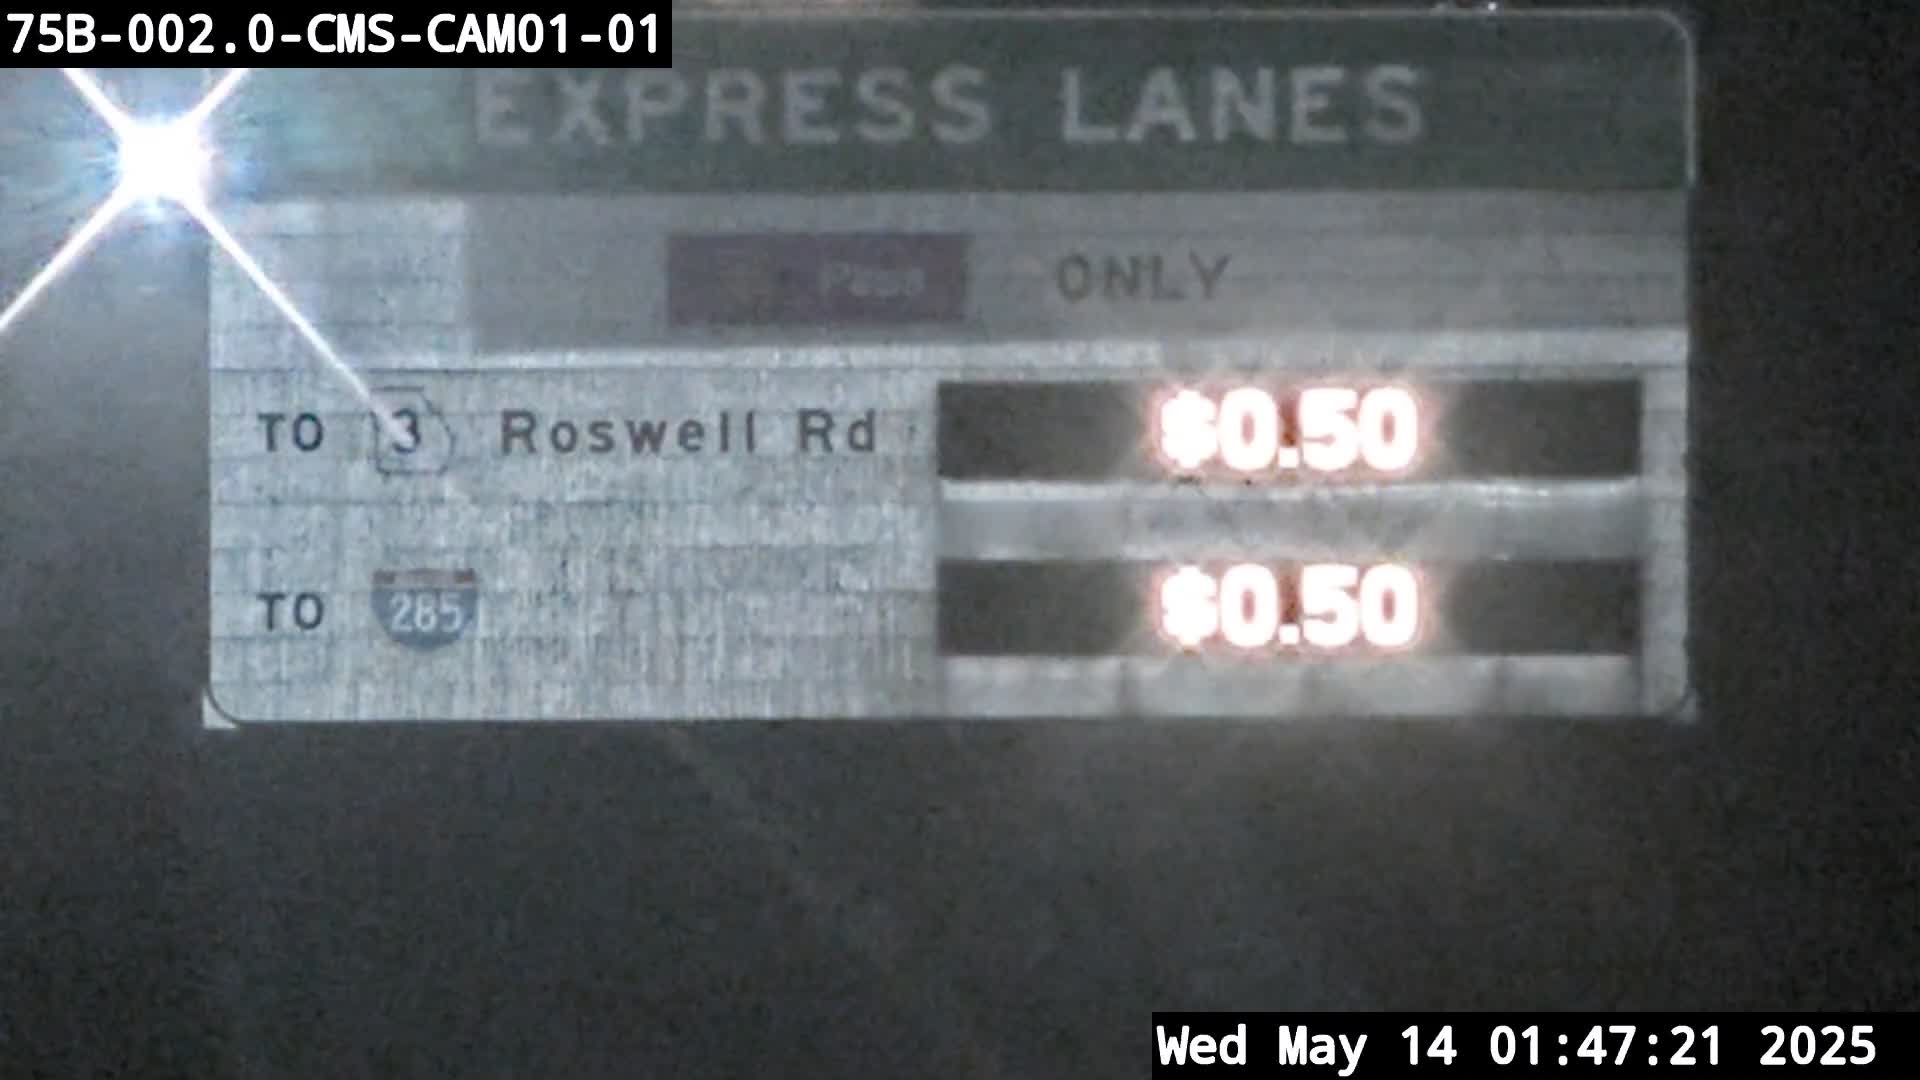 75B-002.0-CMS-CAM01-01
EXPRESS LANES
Pass ONLY
TO 3 Roswell Rd $0.50
TO 285 $0.50
Wed May 14 01:47:21 2025